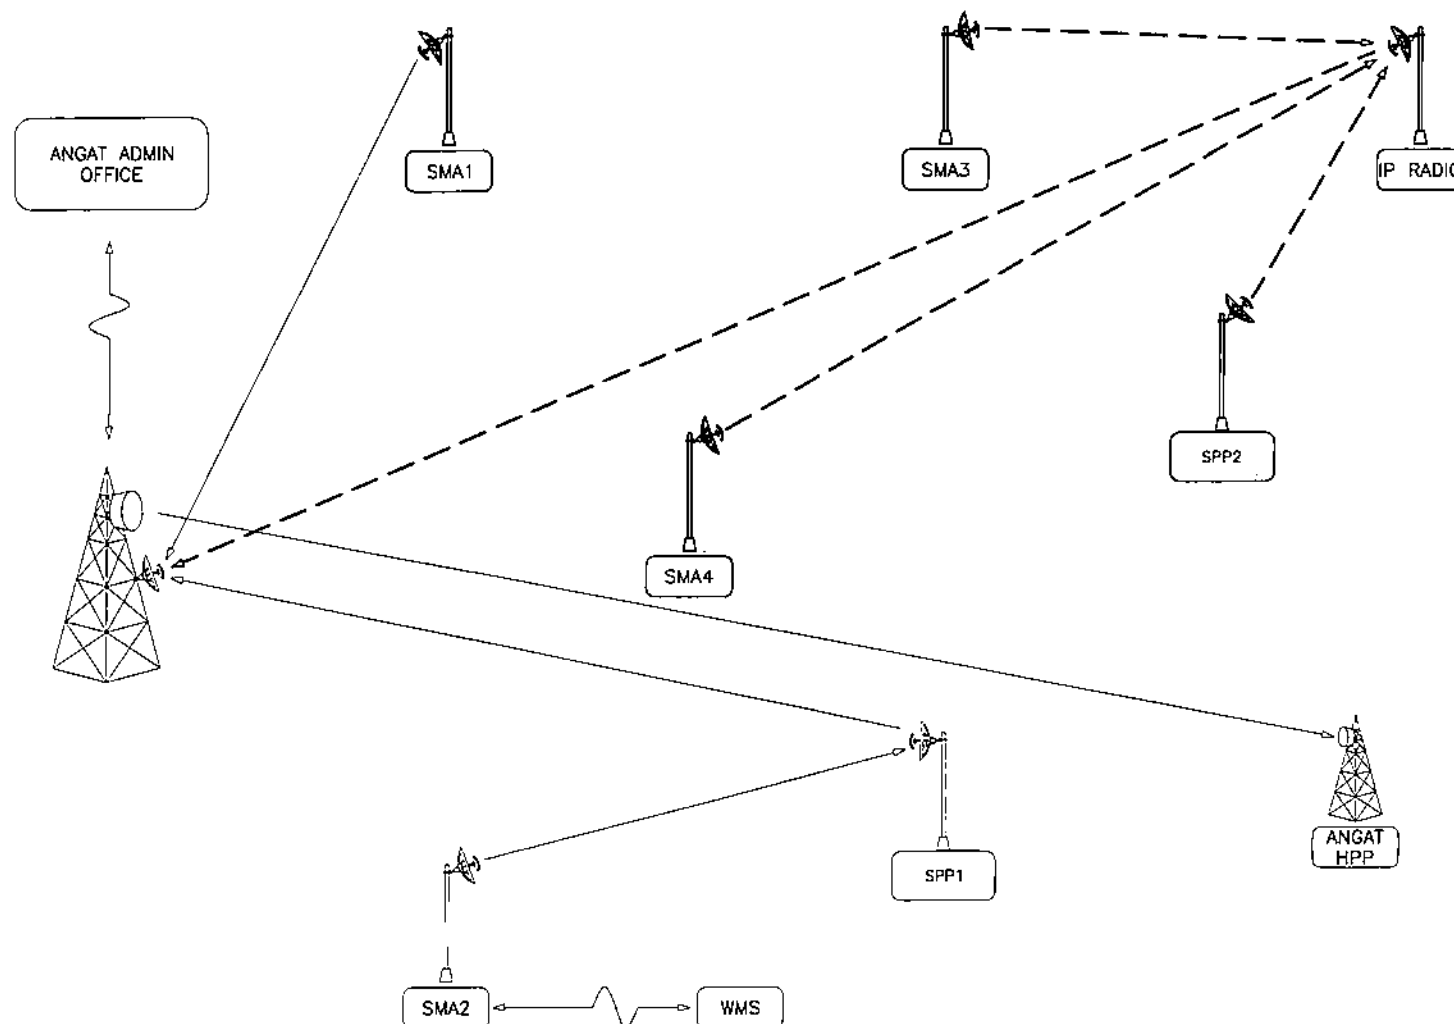 ANGAT ADMIN
OFFICE
SMA1
SMA3
IP RADIO
SPP2
SMA4
ANGAT
HPP
SPP1
SMA2
WMS